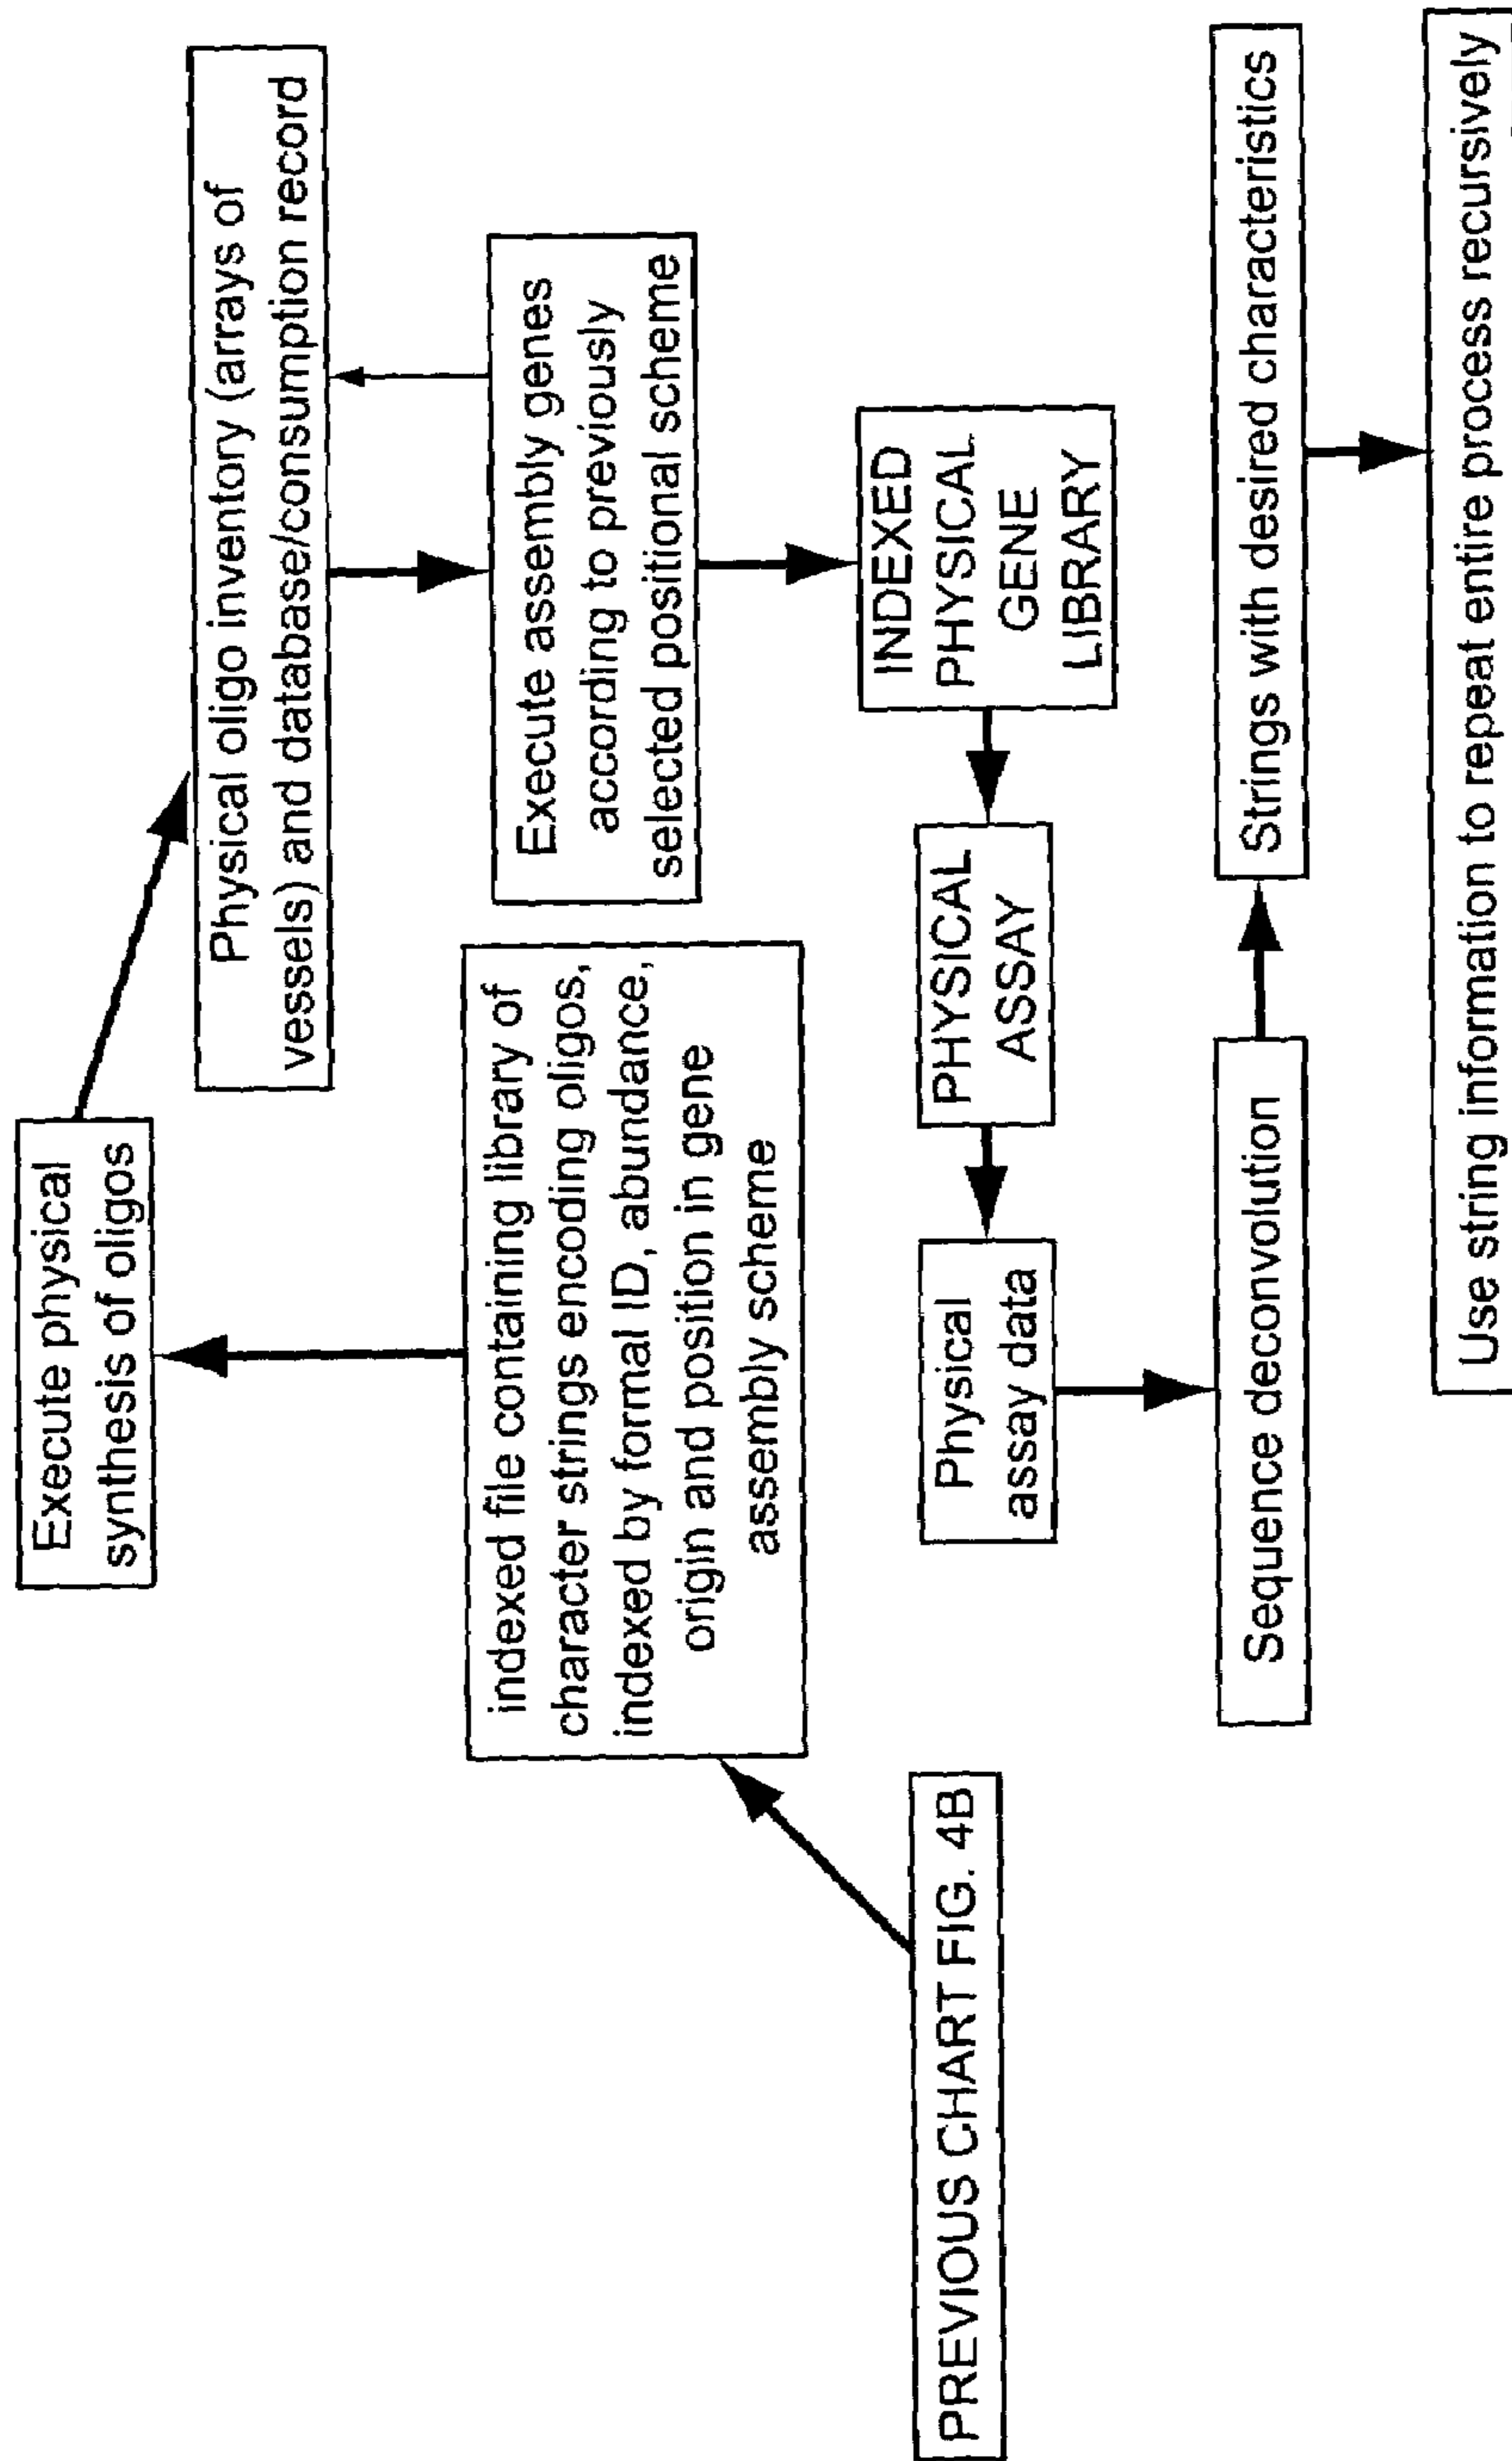 Execute physical
synthesis of oligos
Physical oligo inventory (arrays of
vessels) and database/consumption record
indexed file containing library of
character strings encoding oligos,
indexed by formal ID, abundance,
origin and position in gene
assembly scheme
Execute assembly genes
according to previously
selected positional scheme
PREVIOUS CHART FIG. 4B
INDEXED
PHYSICAL
GENE
LIBRARY
PHYSICAL
ASSAY
Physical
assay data
Sequence deconvolution
Strings with desired characteristics
Use string information to repeat entire process recursively